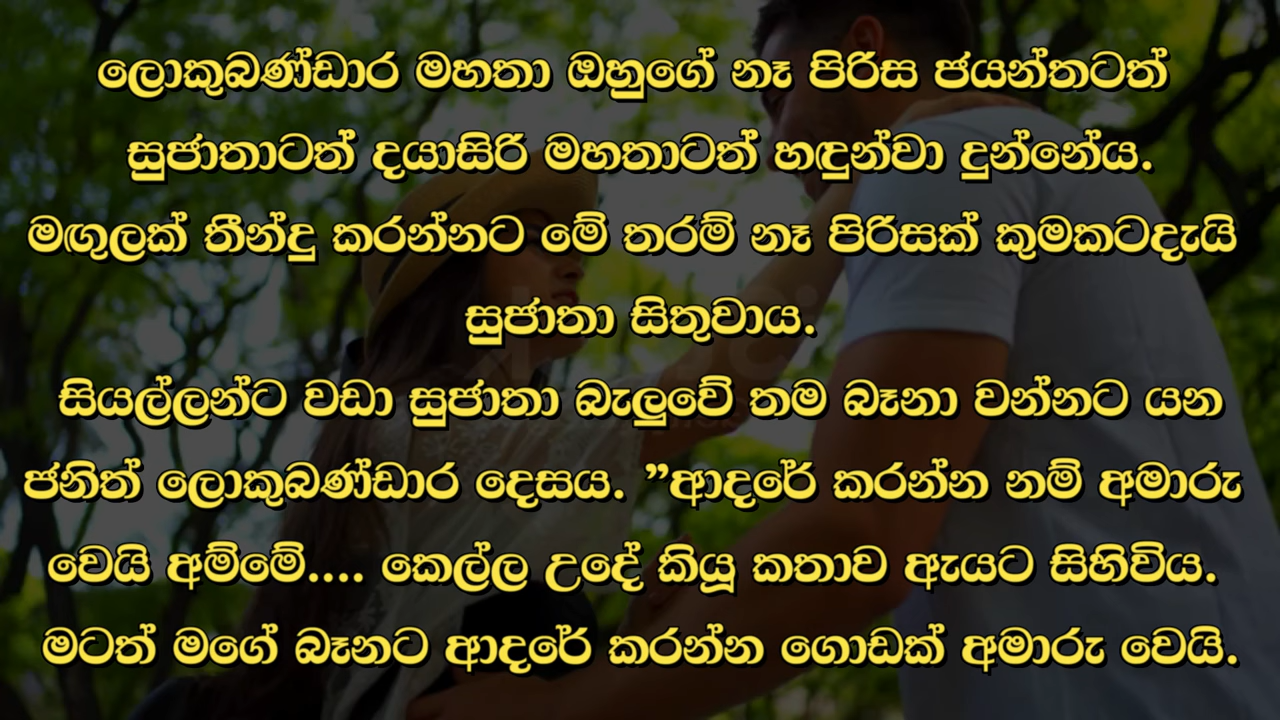 ලොකුබණ්ඩාර මහතා ඔහුගේ නෑ පිරිස ජයන්තටත්
සුජාතාටත් දයාසිරි මහතාටත් හඳුන්වා දුන්නේය.
මඟුලක් තීන්දු කරන්නට මේ තරම් නෑ පිරිසක් කුමකටදැයි
සුජාතා සිතුවාය.
සියල්ලන්ට වඩා සුජාතා බැලුවේ තම බෑනා වන්නට යන
ජනිත් ලොකුබණ්ඩාර දෙසය. ”ආදරේ කරන්න නම් අමාරු
වෙයි අම්මේ.... කෙල්ල උදේ කියූ කතාව ඇයට සිහිවිය.
මටත් මගේ බෑනට ආදරේ කරන්න ගොඩක් අමාරු වෙයි.